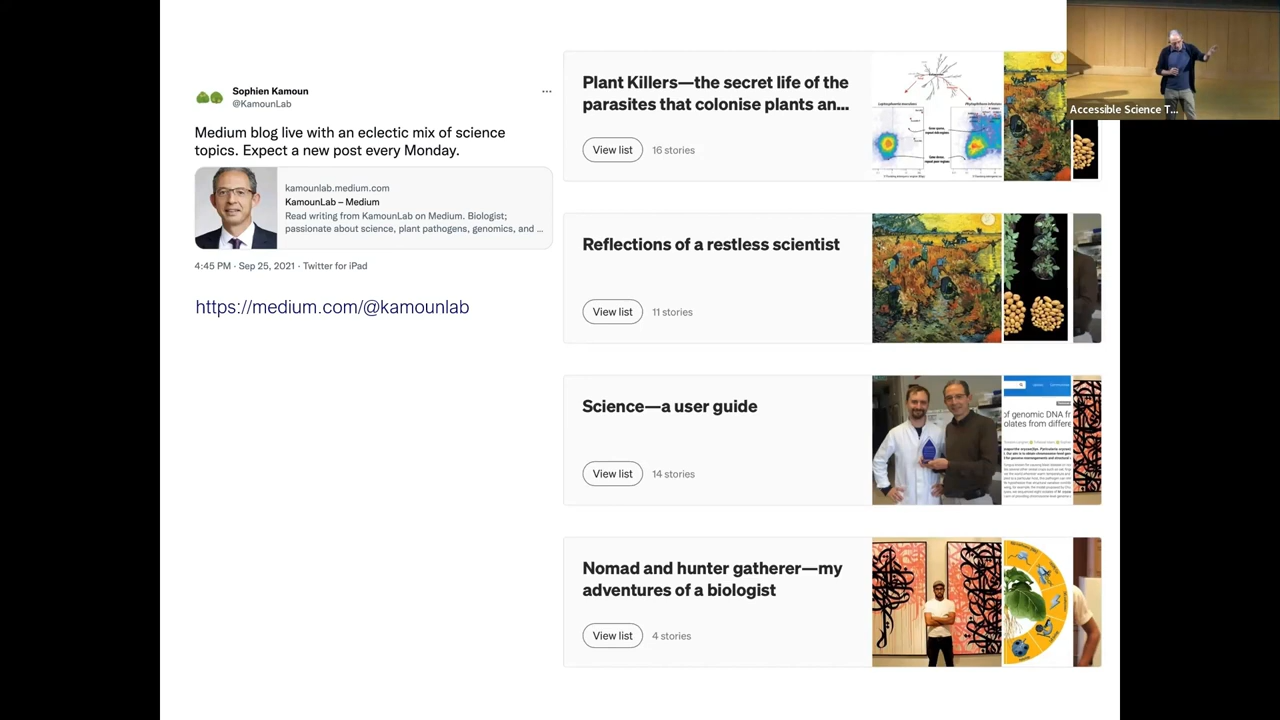 Sophien Kamoun
@KamounLab
Medium blog live with an eclectic mix of science
topics. Expect a new post every Monday.
kamounlab.medium.com
KamounLab – Medium
Read writing from KamounLab on Medium. Biologist;
passionate about science, plant pathogens, genomics, and ...
4:45 PM · Sep 25, 2021 · Twitter for iPad
https://medium.com/@kamounlab
Plant Killers—the secret life of the
parasites that colonise plants an...
View list
16 stories
Reflections of a restless scientist
View list
11 stories
Science—a user guide
View list
14 stories
of genomic DNA fr
olates from differe
Nomad and hunter gatherer—my
adventures of a biologist
View list
4 stories
Accessible Science T...